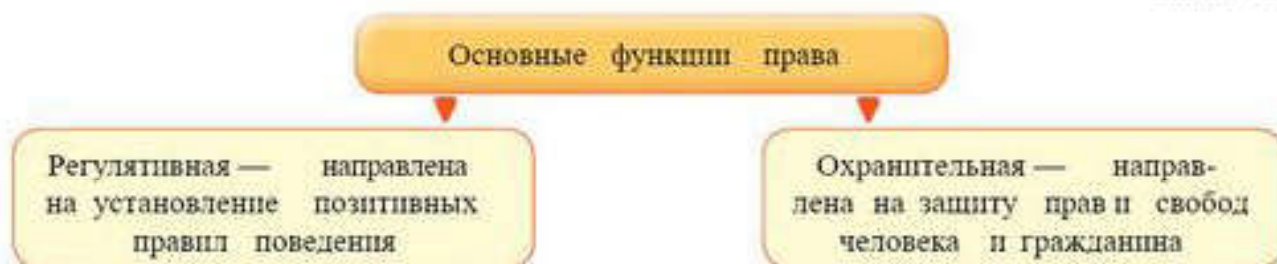 Основные функции права
Регулятивная — направлена
на установление позитивных
правил поведения
Охранительная — направ-
лена на защиту прав и свобод
человека и гражданина